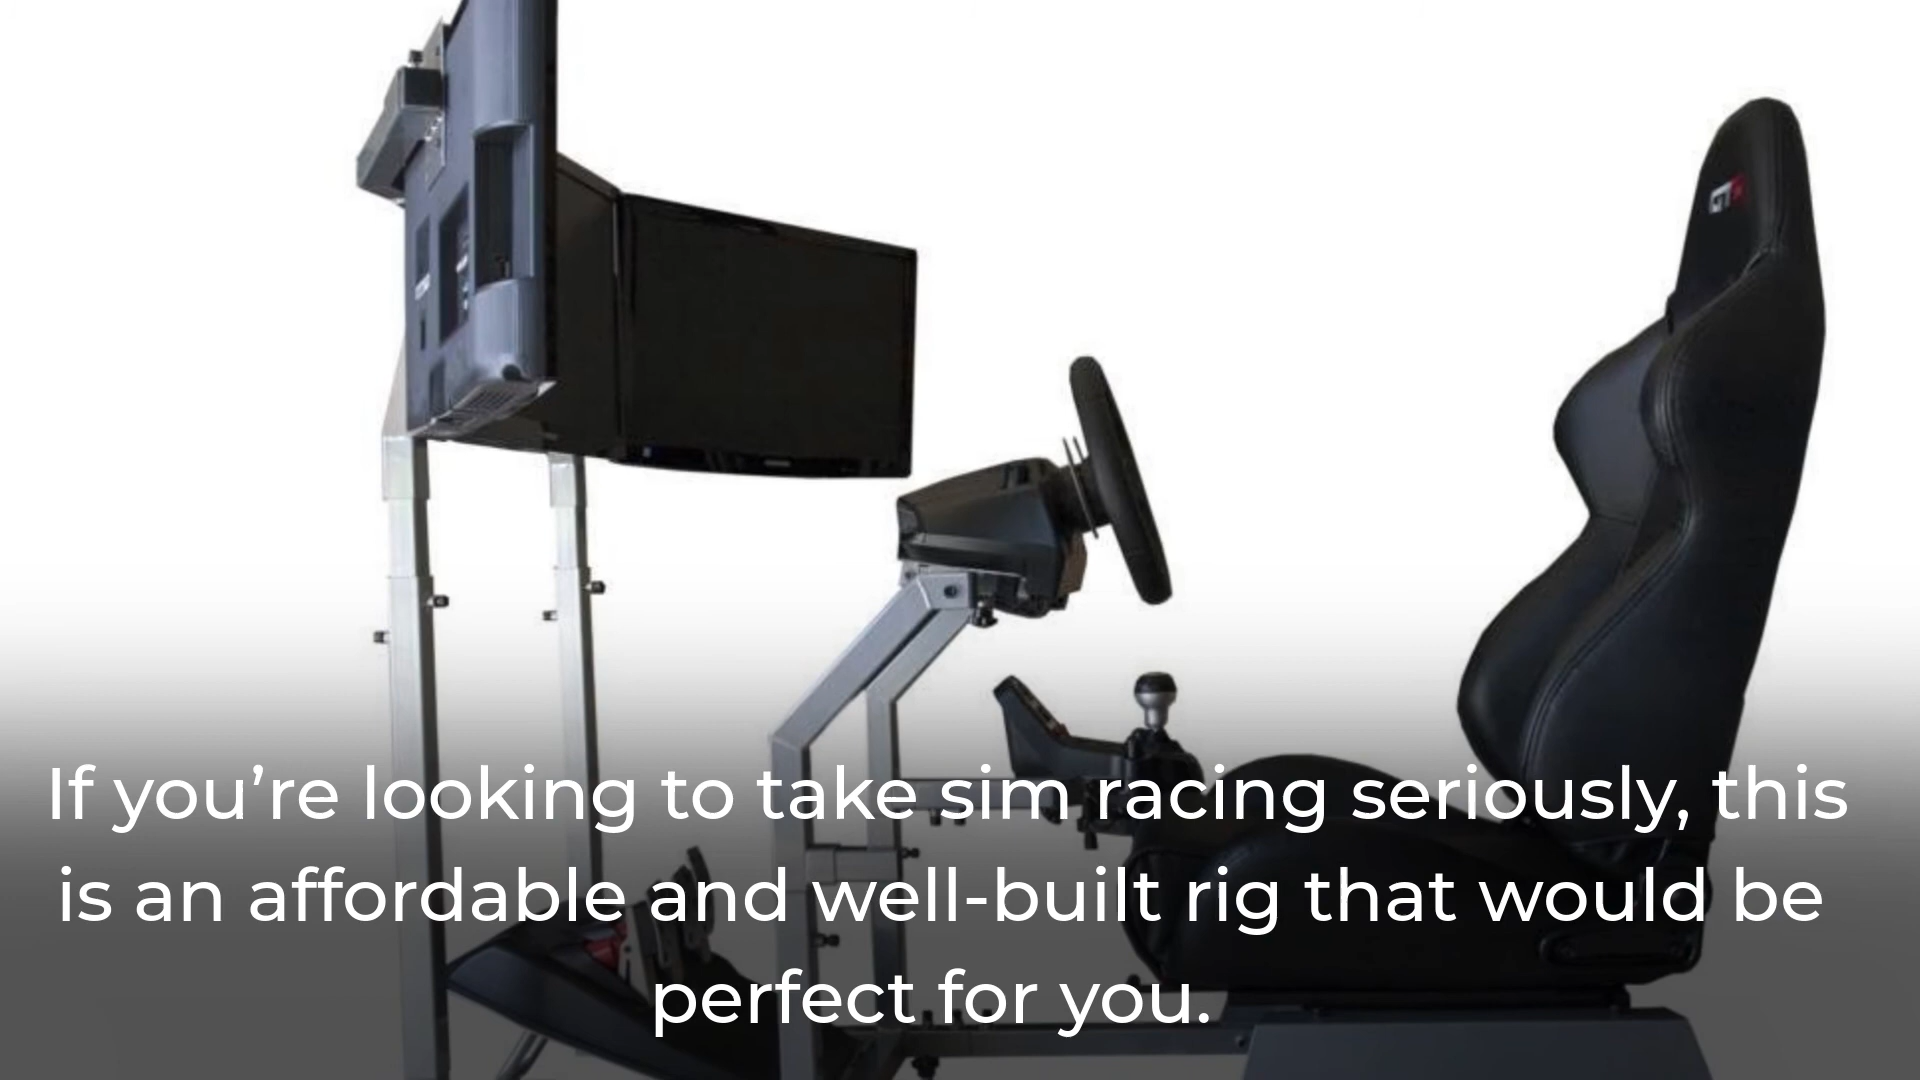 If you’re looking to take sim racing seriously, this
is an affordable and well-built rig that would be
perfect for you.